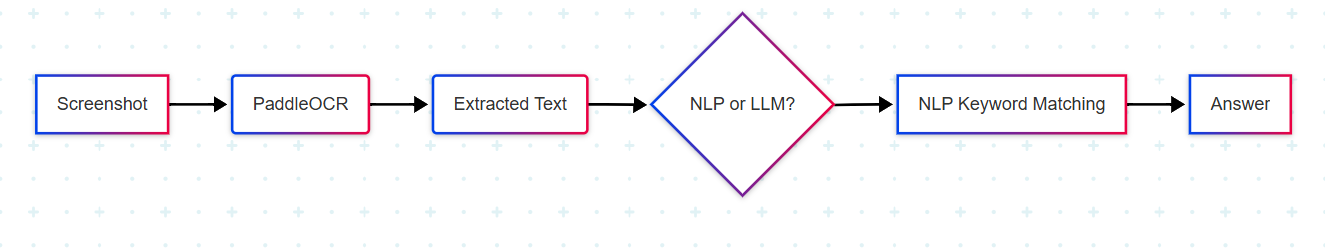 Screenshot
PaddleOCR
Extracted Text
NLP or LLM?
NLP Keyword Matching
Answer